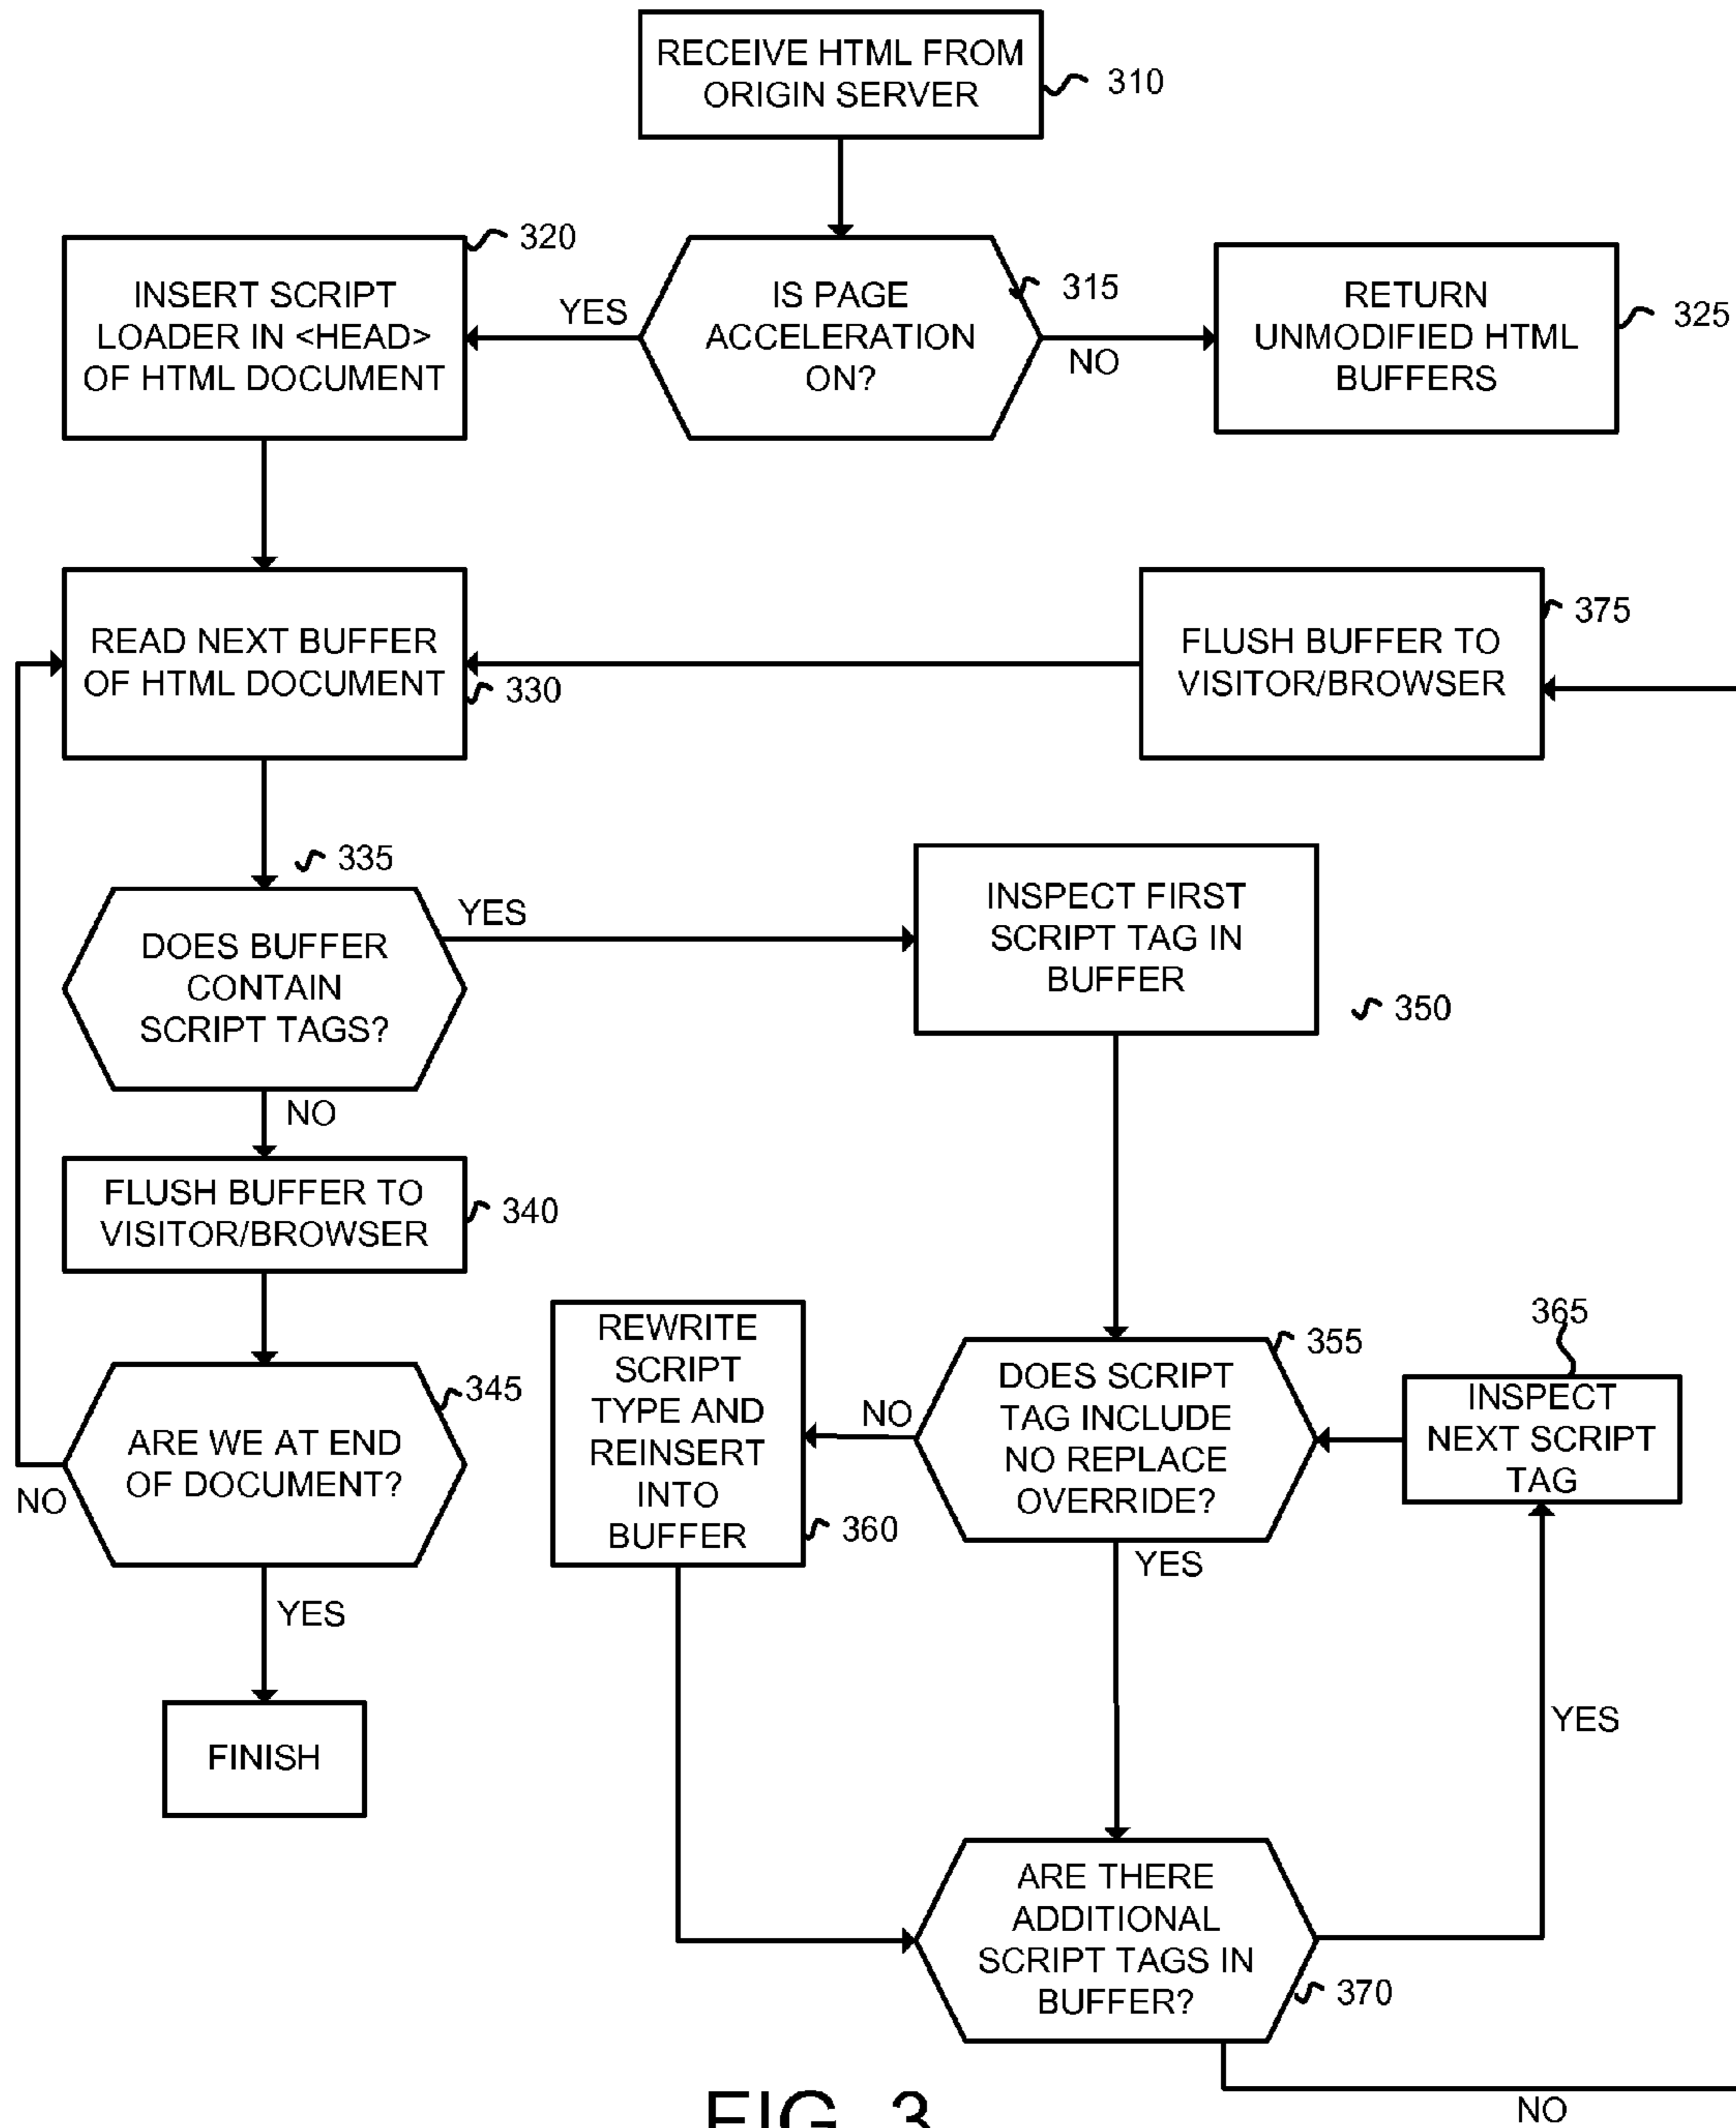 RECEIVE HTML FROM
ORIGIN SERVER
310
320
INSERT SCRIPT
LOADER IN <HEAD>
OF HTML DOCUMENT
YES
IS PAGE
ACCELERATION
ON?
315
NO
RETURN
UNMODIFIED HTML
BUFFERS
325
READ NEXT BUFFER
OF HTML DOCUMENT
330
FLUSH BUFFER TO
VISITOR/BROWSER
375
335
DOES BUFFER
CONTAIN
SCRIPT TAGS?
YES
NO
INSPECT FIRST
SCRIPT TAG IN
BUFFER
350
FLUSH BUFFER TO
VISITOR/BROWSER
340
ARE WE AT END
OF DOCUMENT?
345
NO
YES
FINISH
REWRITE
SCRIPT
TYPE AND
REINSERT
INTO
BUFFER
360
NO
DOES SCRIPT
TAG INCLUDE
NO REPLACE
OVERRIDE?
355
YES
365
INSPECT
NEXT SCRIPT
TAG
YES
ARE THERE
ADDITIONAL
SCRIPT TAGS IN
BUFFER?
370
NO
FIG. 3